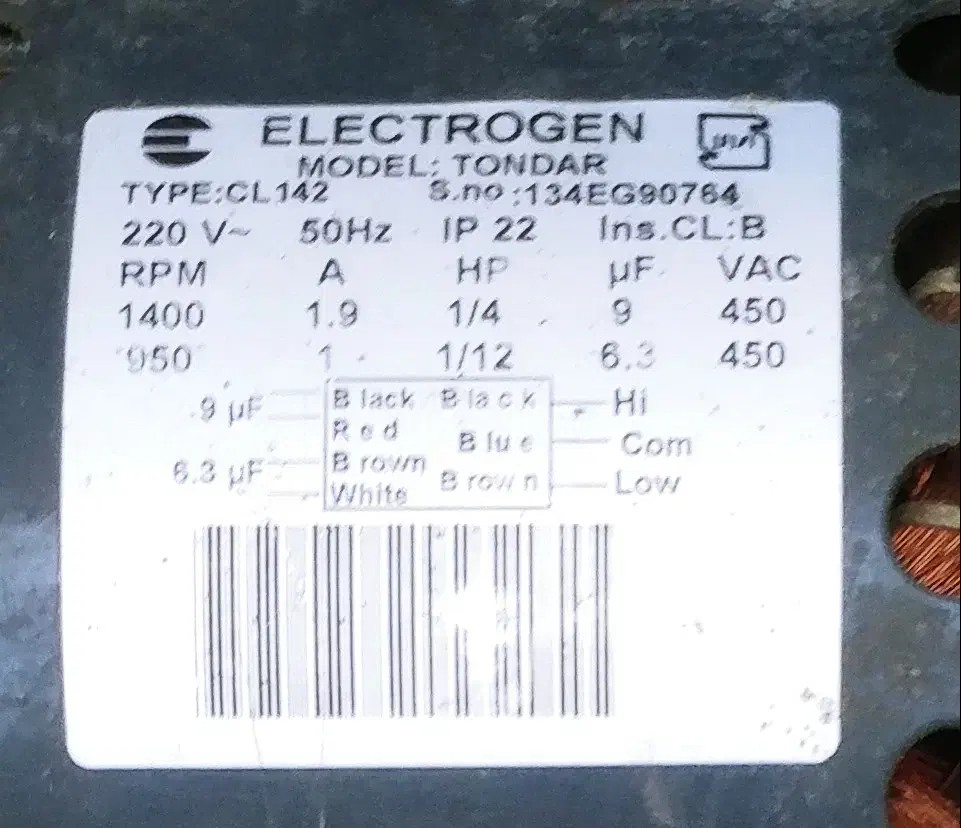 ELECTROGEN
MODEL: TONDAR
TYPE:CL142 S.no:134EG90764
220 V~ 50Hz IP 22 Ins.CL:B
RPM A HP µF VAC
1400 1.9 1/4 9 450
950 1 1/12 6.3 450
9 µF Black Black Hi
Red Blue Com
6.3 µF Brown Brown Low
White